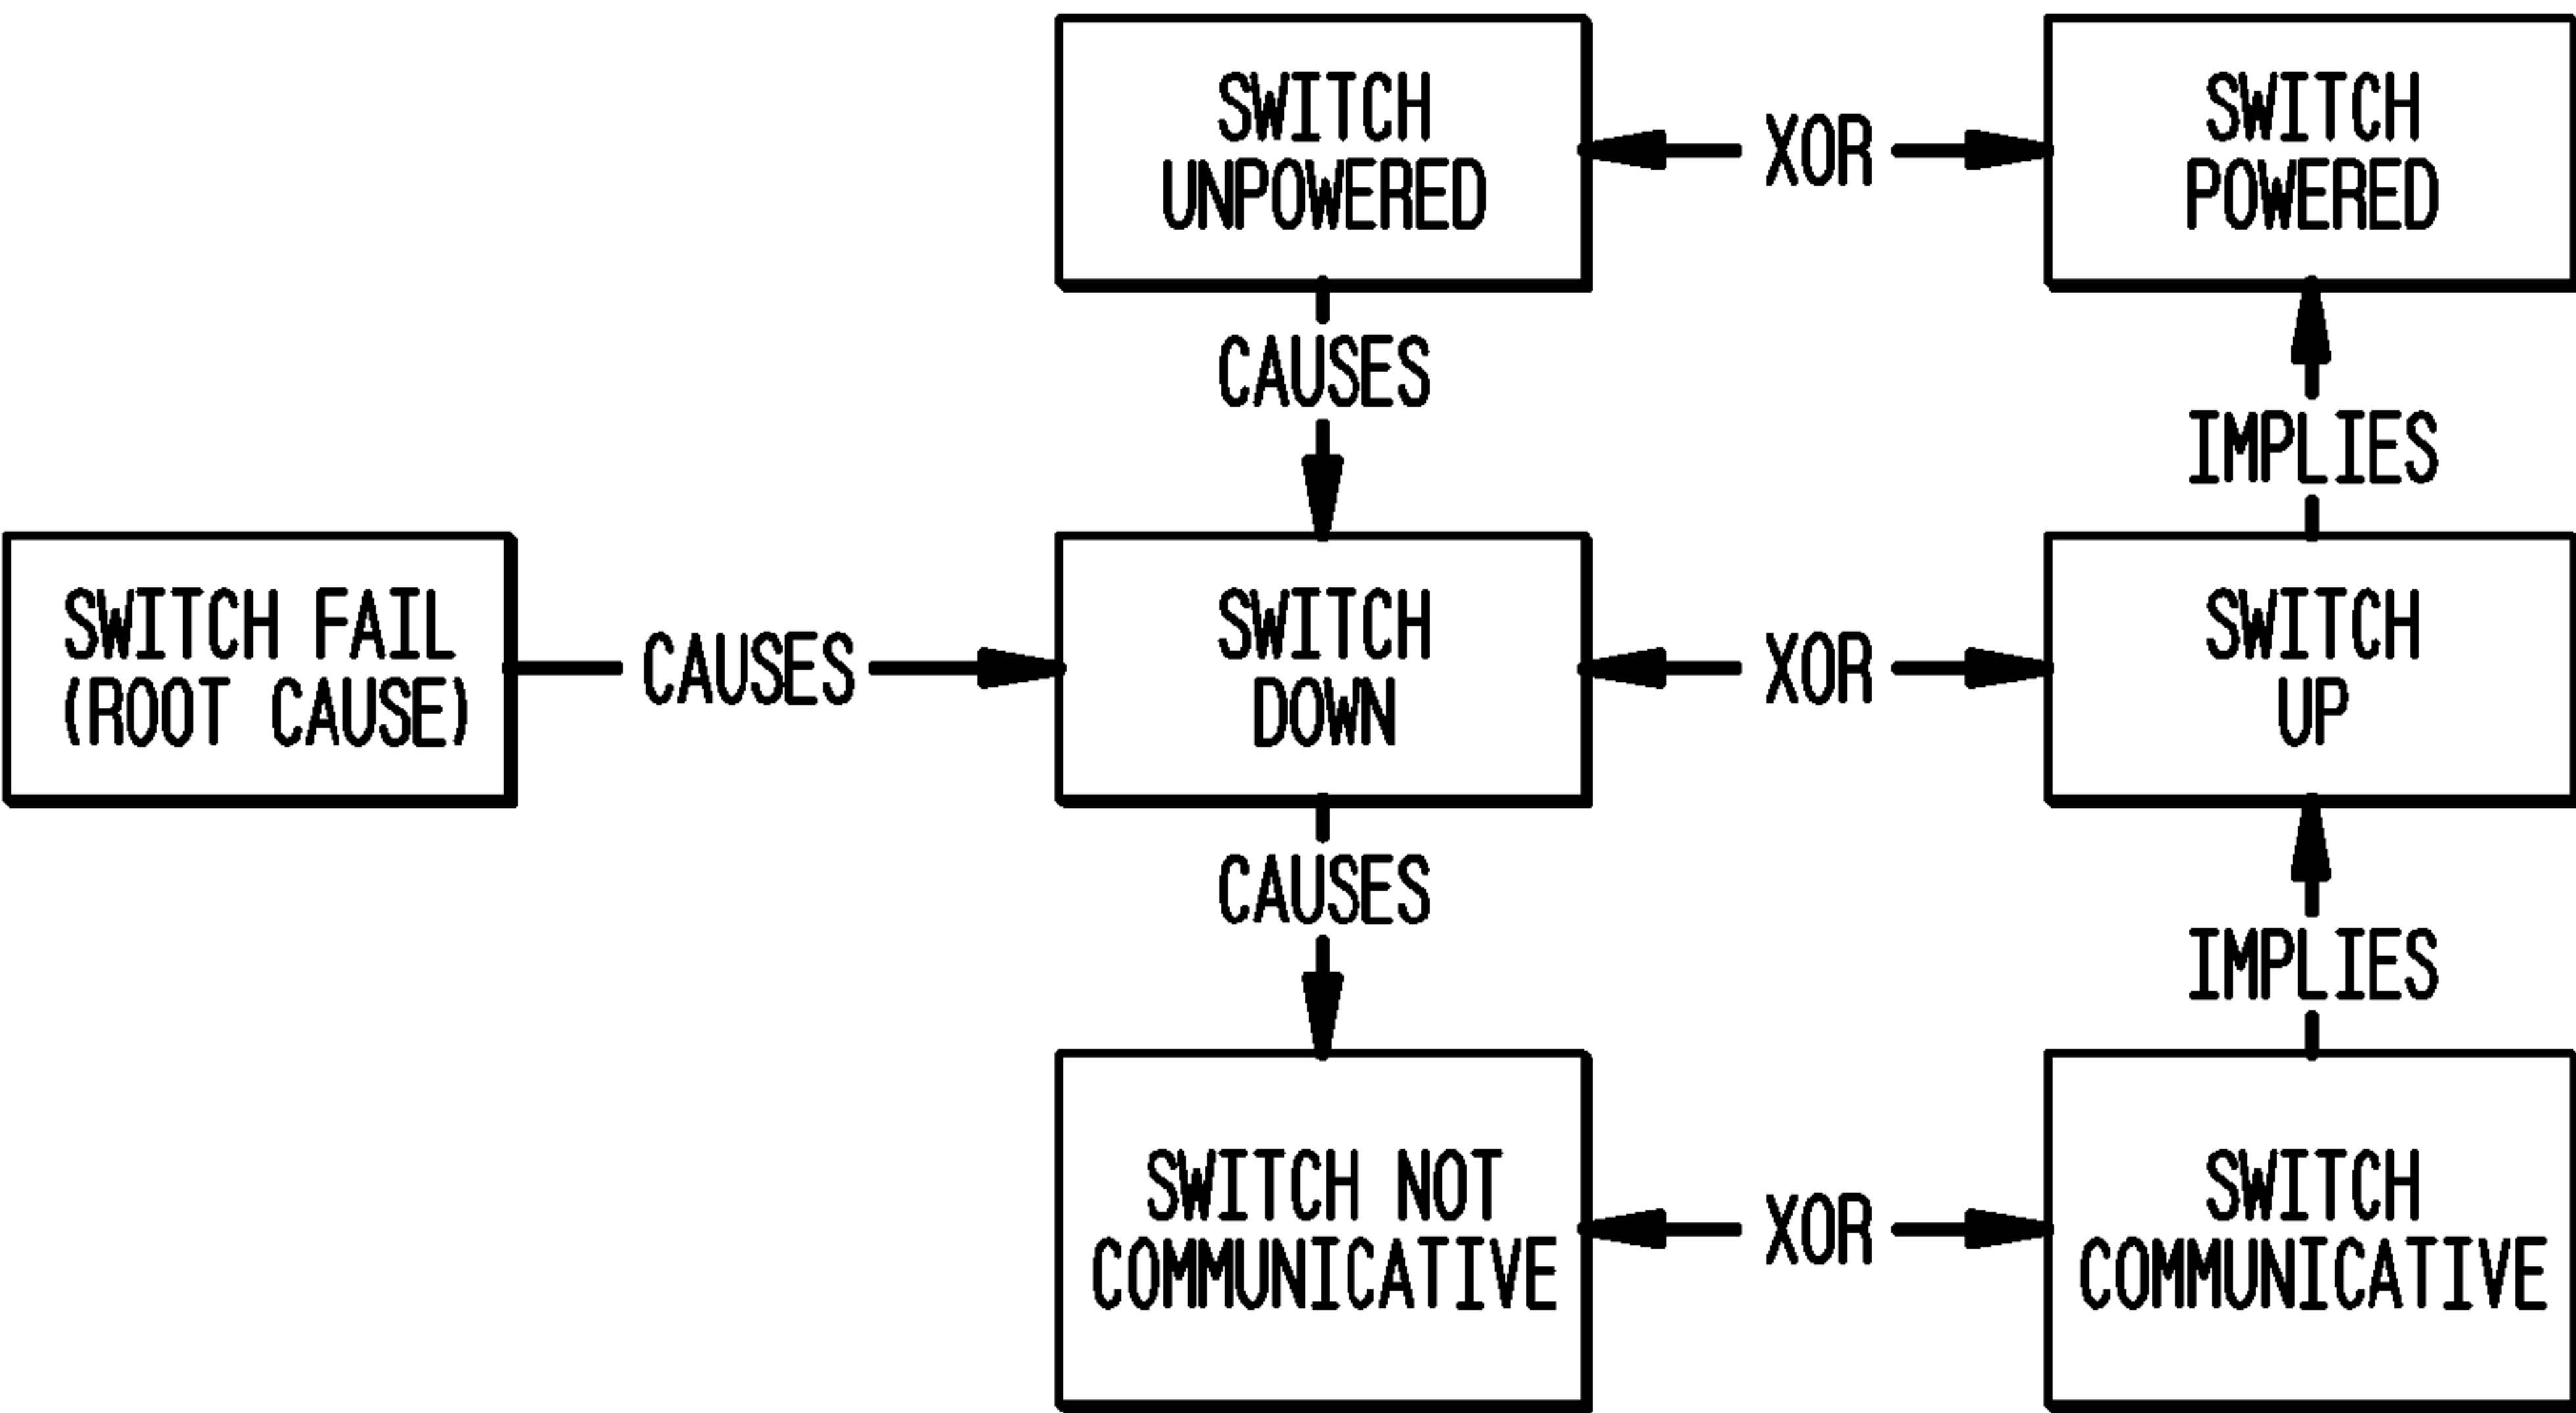 SWITCH
UNPOWERED
XOR
SWITCH
POWERED
CAUSES
IMPLIES
SWITCH FAIL
(ROOT CAUSE)
CAUSES
SWITCH
DOWN
XOR
SWITCH
UP
CAUSES
IMPLIES
SWITCH NOT
COMMUNICATIVE
XOR
SWITCH
COMMUNICATIVE